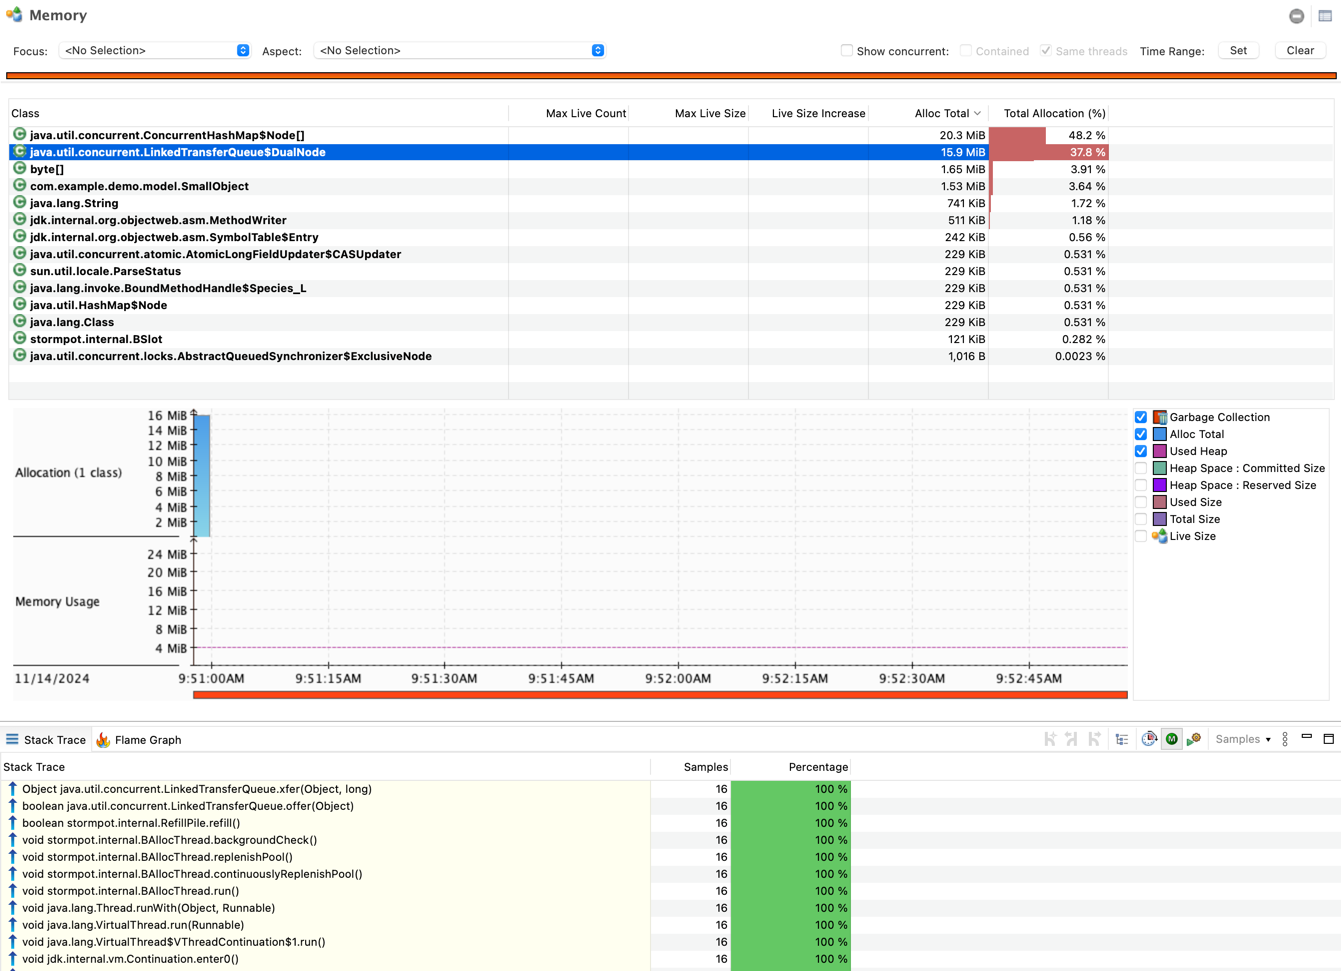 Memory
Focus: <No Selection> Aspect: <No Selection> Show concurrent: Contained Same threads Time Range: Set Clear
Class Max Live Count Max Live Size Live Size Increase Alloc Total Total Allocation (%)
java.util.concurrent.ConcurrentHashMap$Node[] 20.3 MiB 48.2 %
java.util.concurrent.LinkedTransferQueue$DualNode 15.9 MiB 37.8 %
byte[] 1.65 MiB 3.91 %
com.example.demo.model.SmallObject 1.53 MiB 3.64 %
java.lang.String 741 KiB 1.72 %
jdk.internal.org.objectweb.asm.MethodWriter 511 KiB 1.18 %
jdk.internal.org.objectweb.asm.SymbolTable$Entry 242 KiB 0.56 %
java.util.concurrent.atomic.AtomicLongFieldUpdater$CASUpdater 229 KiB 0.531 %
sun.util.locale.ParseStatus 229 KiB 0.531 %
java.lang.invoke.BoundMethodHandle$Species_L 229 KiB 0.531 %
java.util.HashMap$Node 229 KiB 0.531 %
java.lang.Class 229 KiB 0.531 %
stormpot.internal.BSlot 121 KiB 0.282 %
java.util.concurrent.locks.AbstractQueuedSynchronizer$ExclusiveNode 1,016 B 0.0023 %
16 MiB
14 MiB
12 MiB
10 MiB
Allocation (1 class) 8 MiB
6 MiB
4 MiB
2 MiB
24 MiB
20 MiB
16 MiB
Memory Usage 12 MiB
8 MiB
4 MiB
11/14/2024 9:51:00AM 9:51:15AM 9:51:30AM 9:51:45AM 9:52:00AM 9:52:15AM 9:52:30AM 9:52:45AM
Garbage Collection
Alloc Total
Used Heap
Heap Space : Committed Size
Heap Space : Reserved Size
Used Size
Total Size
Live Size
Stack Trace Flame Graph Samples
Stack Trace Samples Percentage
Object java.util.concurrent.LinkedTransferQueue.xfer(Object, long) 16 100 %
boolean java.util.concurrent.LinkedTransferQueue.offer(Object) 16 100 %
boolean stormpot.internal.RefillPile.refill() 16 100 %
void stormpot.internal.BAllocThread.backgroundCheck() 16 100 %
void stormpot.internal.BAllocThread.replenishPool() 16 100 %
void stormpot.internal.BAllocThread.continuouslyReplenishPool() 16 100 %
void stormpot.internal.BAllocThread.run() 16 100 %
void java.lang.Thread.runWith(Object, Runnable) 16 100 %
void java.lang.VirtualThread.run(Runnable) 16 100 %
void java.lang.VirtualThread$VThreadContinuation$1.run() 16 100 %
void jdk.internal.vm.Continuation.enter0() 16 100 %